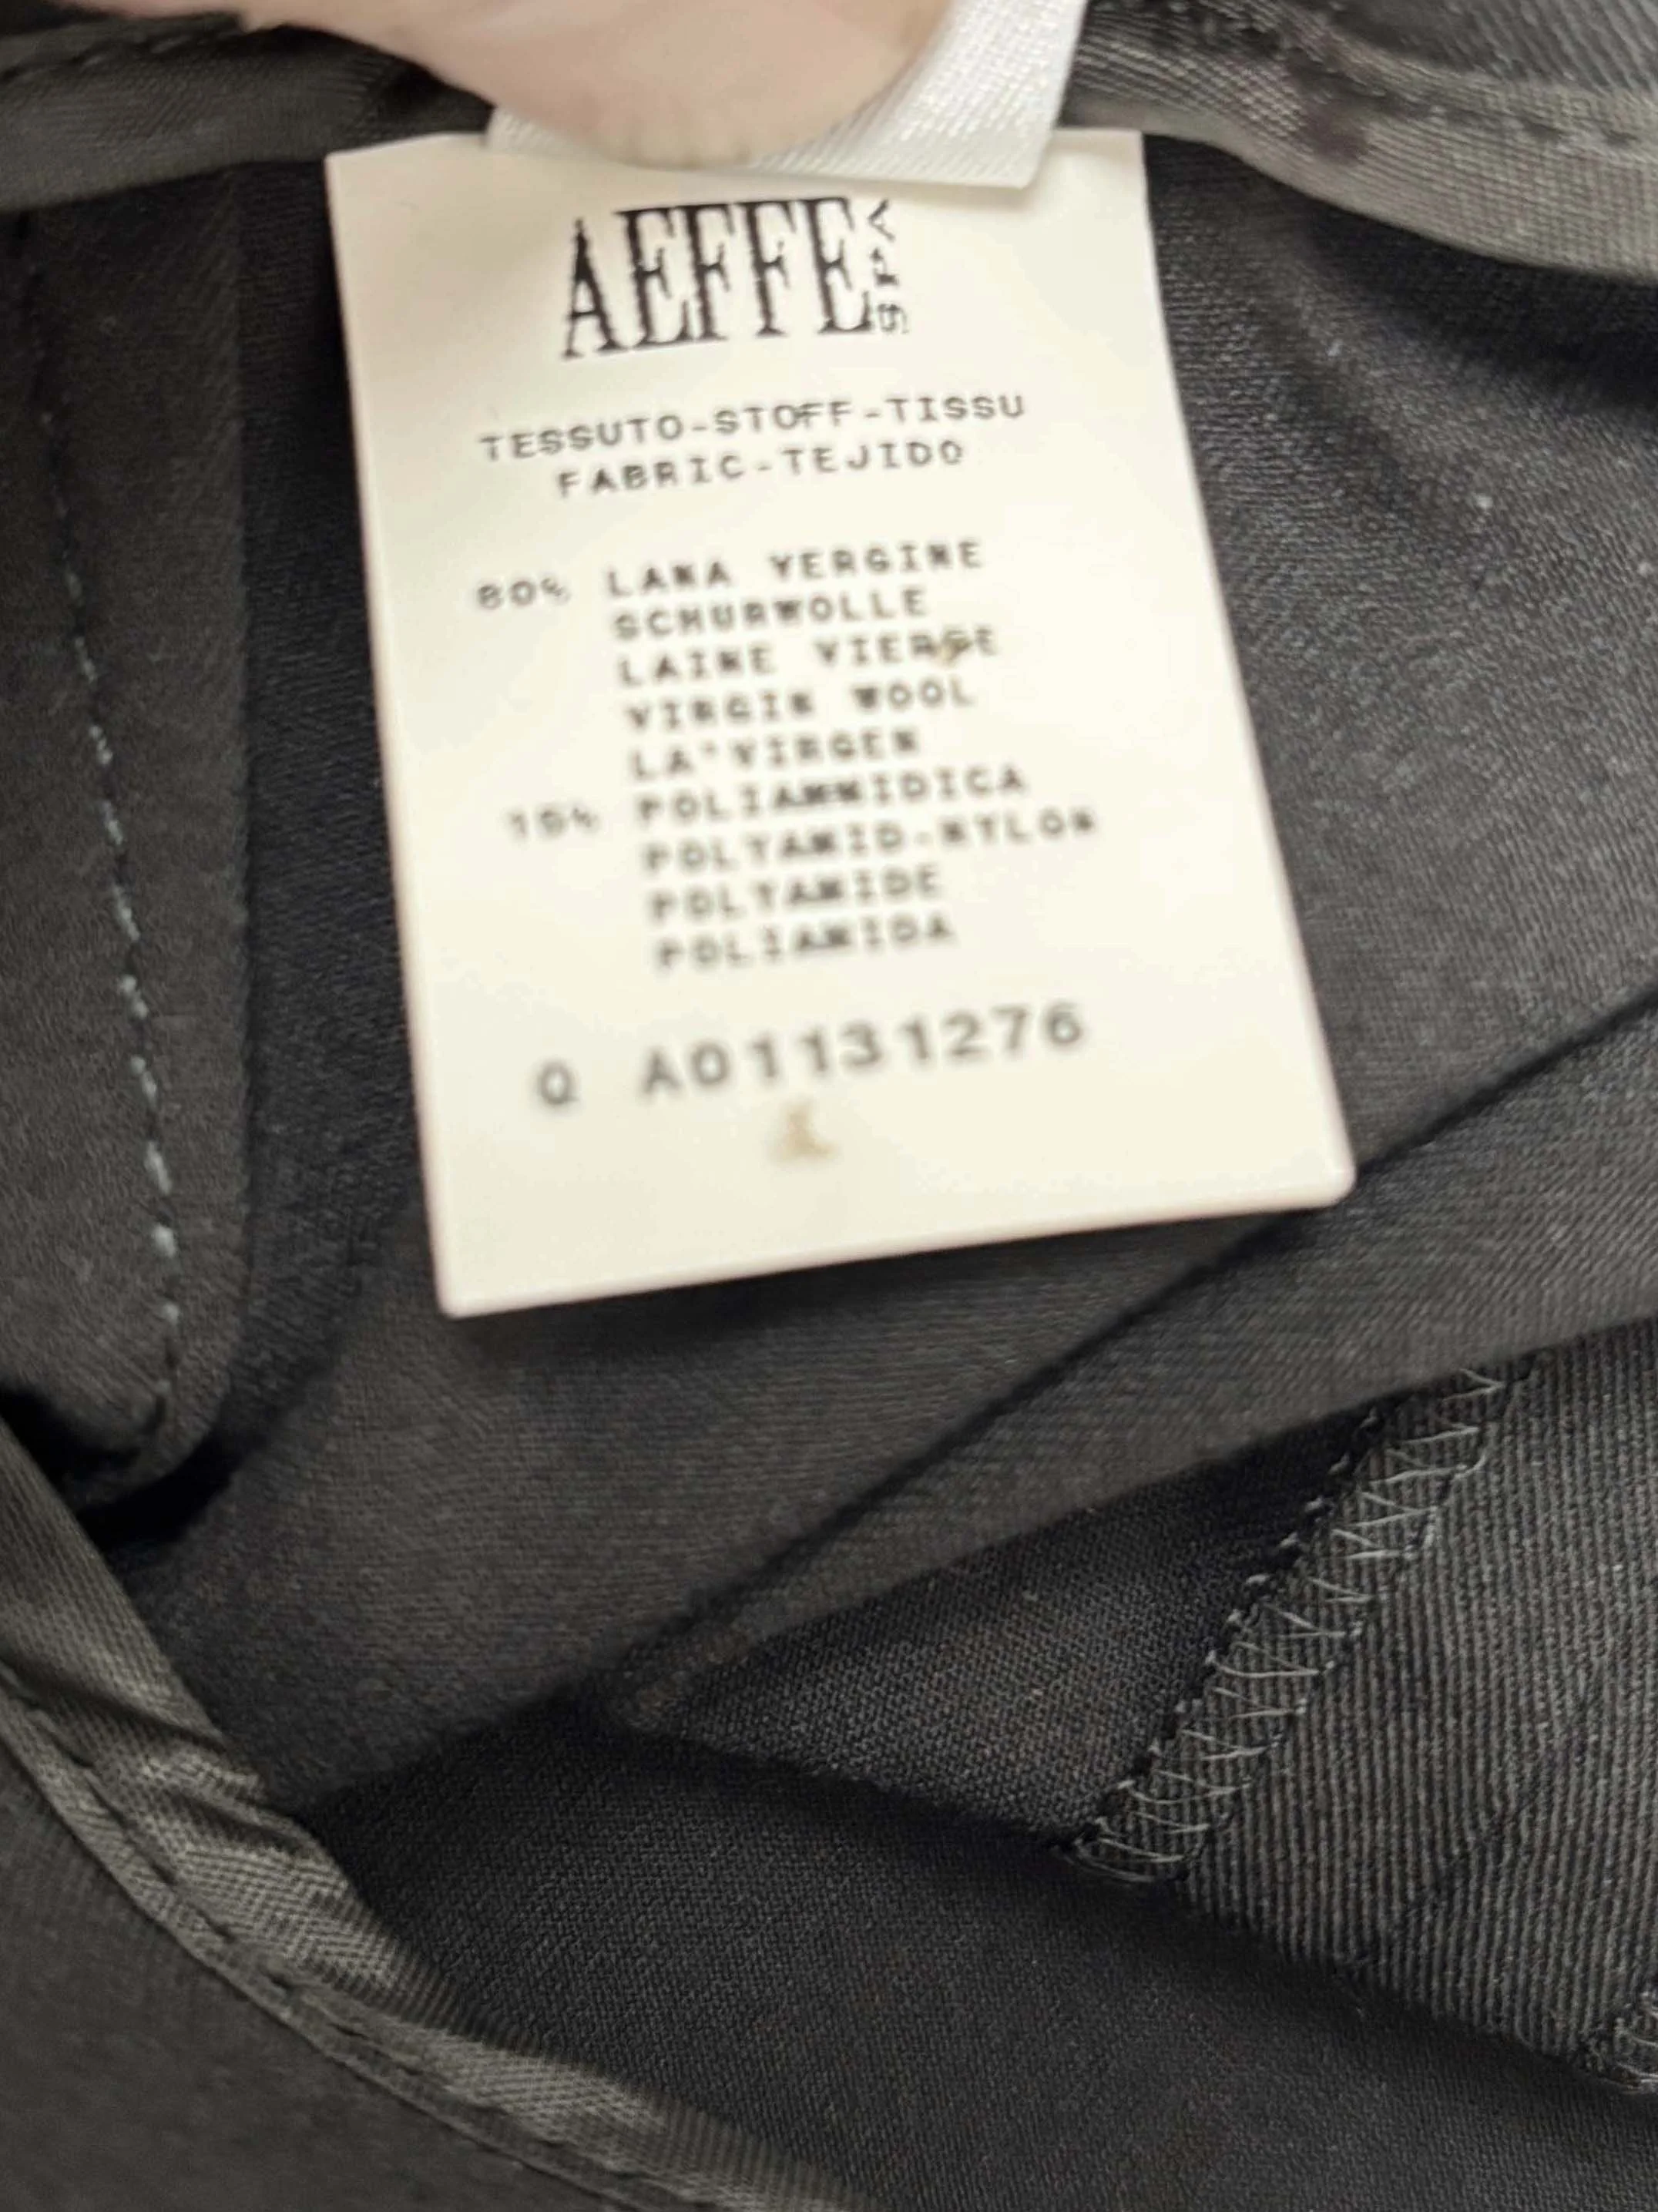 AEFFE SPA
TESSUTO-STOFF-TISSU
FABRIC-TEJIDO
80% LANA VERGINE
SCHURWOLLE
LAINE VIERGE
VIRGIN WOOL
LA"VIRGEN
15% POLIAMMIDICA
POLYAMID-NYLON
POLYAMIDE
POLIAMIDA
Q A01131276